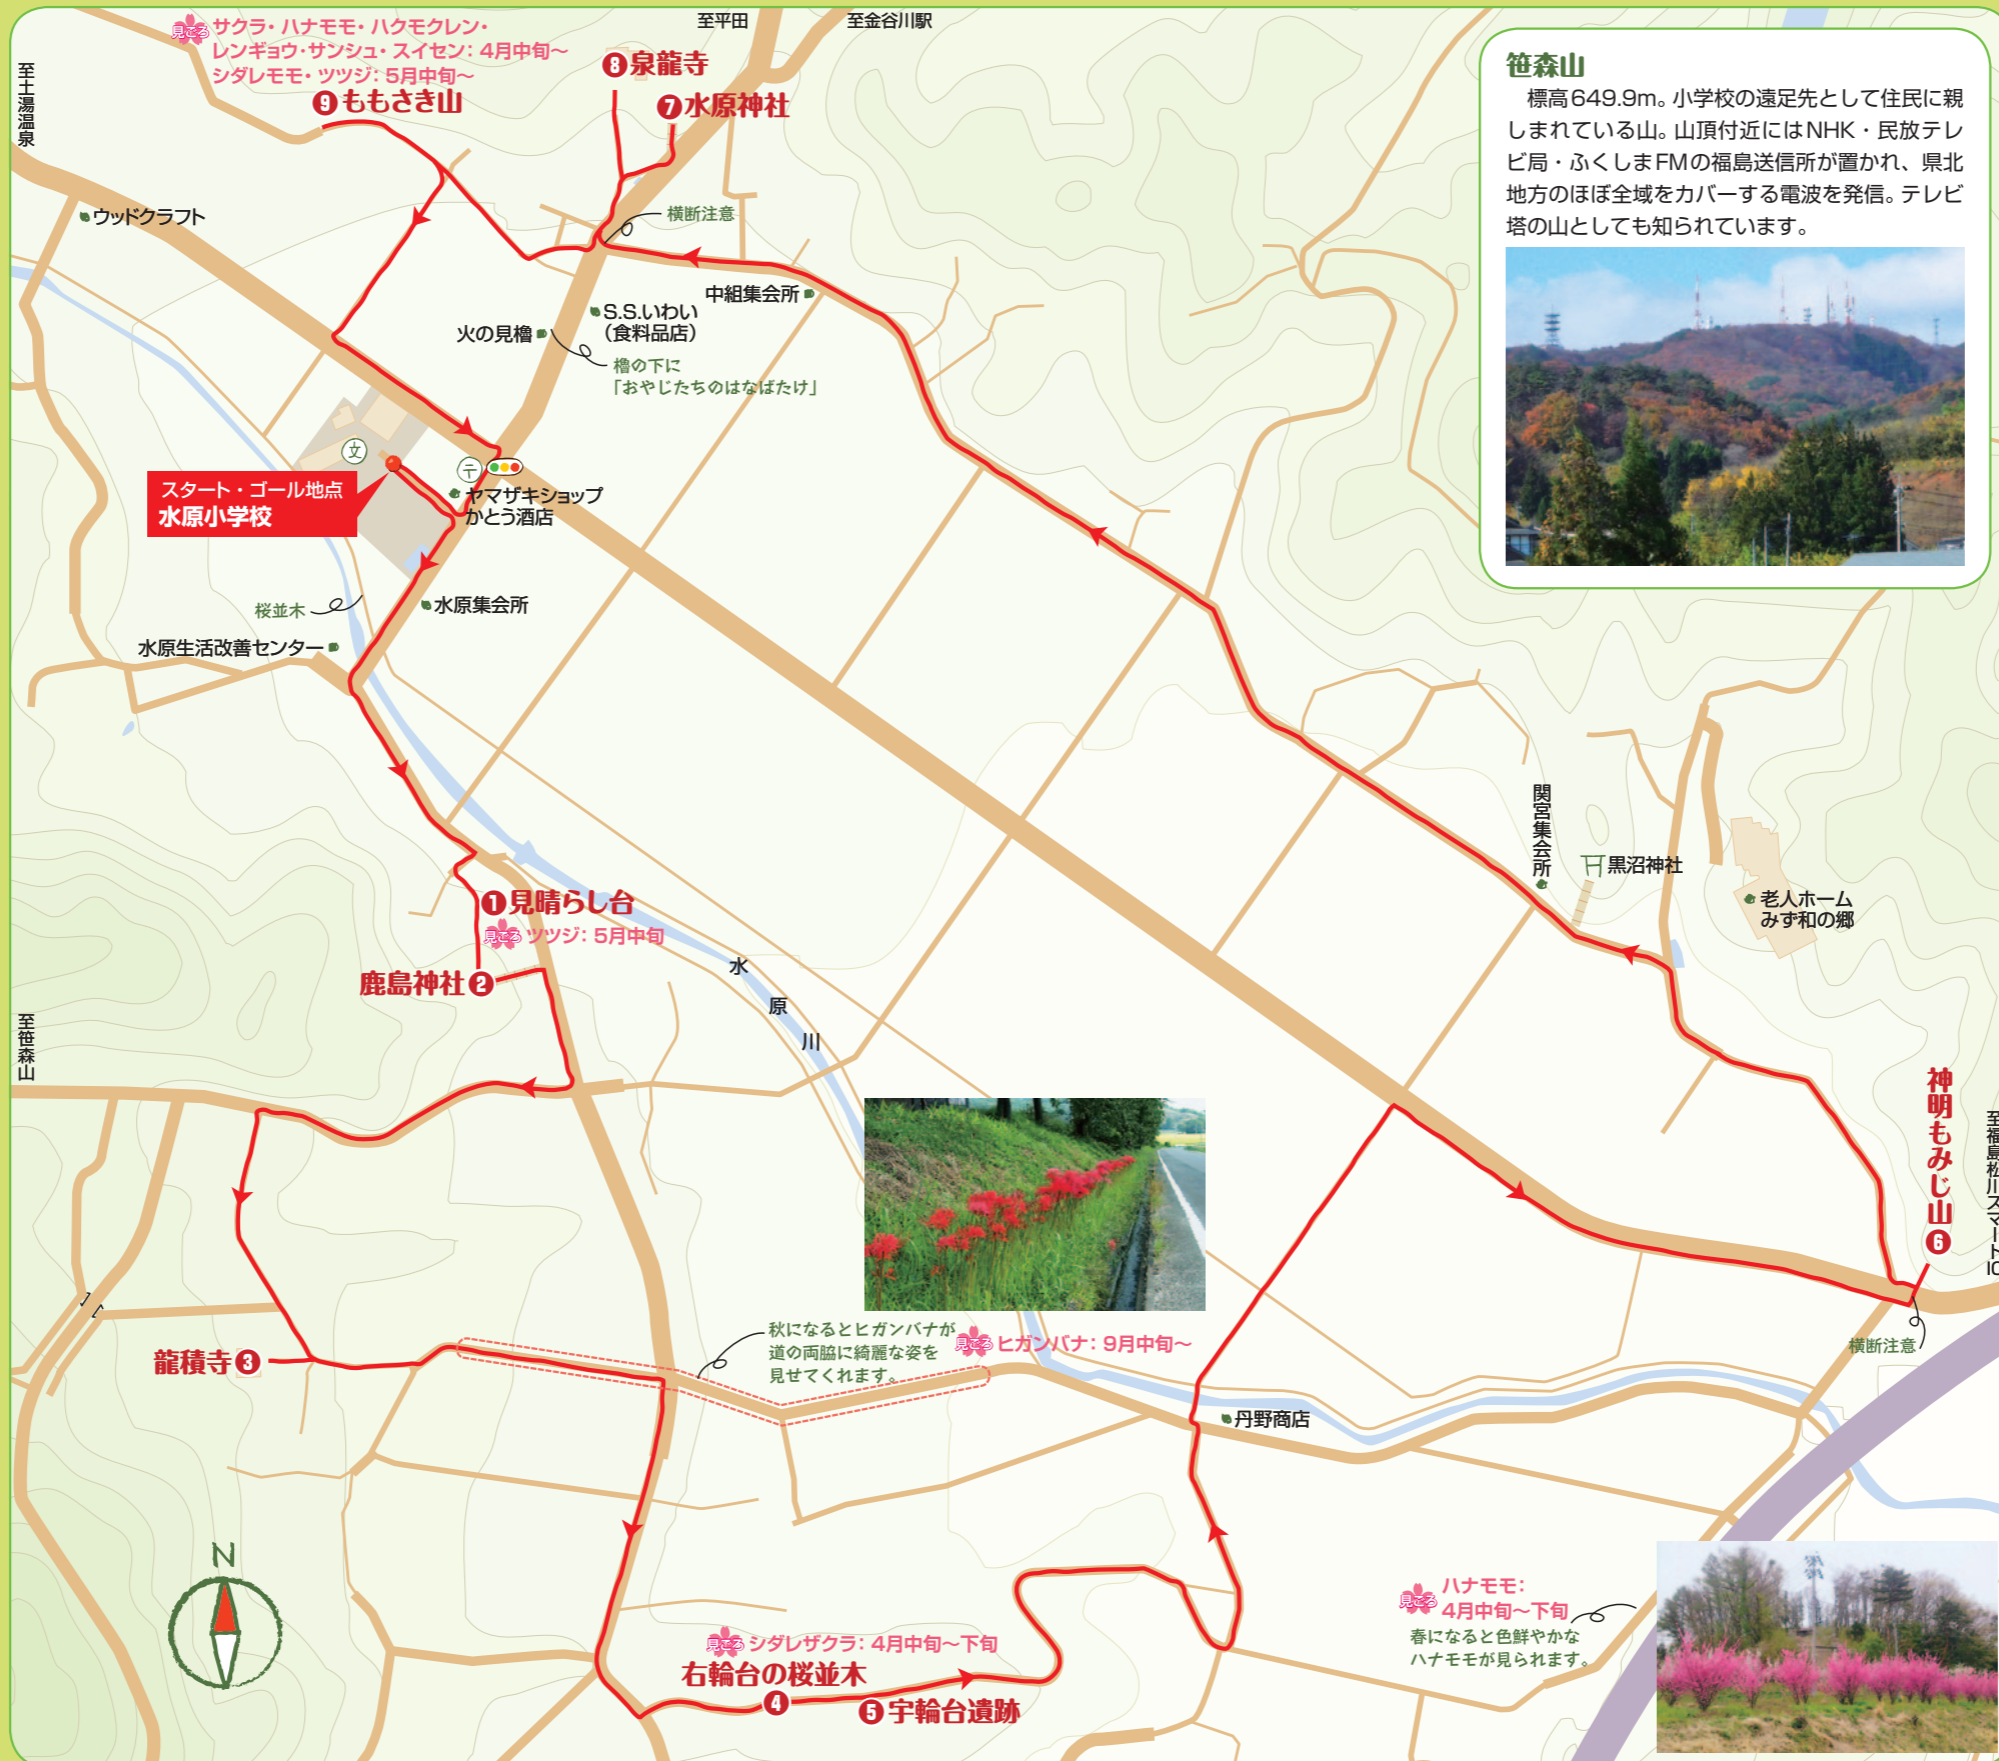 至平田
至金谷川駅
見ごろ
サクラ・ハナモモ・ハクモクレン・
レンギョウ・サンシュ・スイセン：4月中旬～
シダレモモ・ツツジ：5月中旬～
❾ももさき山
❽泉龍寺
❼水原神社
至土湯温泉
ウッドクラフト
横断注意
中組集会所
S.S.いわい
（食料品店）
火の見櫓
櫓の下に
「おやじたちのはなばたけ」
笹森山
標高649.9m。小学校の遠足先として住民に親
しまれている山。山頂付近にはNHK・民放テレ
ビ局・ふくしまFMの福島送信所が置かれ、県北
地方のほぼ全域をカバーする電波を発信。テレビ
塔の山としても知られています。
文
〒
スタート・ゴール地点
水原小学校
ヤマザキショップ
かとう酒店
桜並木
水原集会所
水原生活改善センター
関宮集会所
黒沼神社
老人ホーム
みず和の郷
❶見晴らし台
見ごろ
ツツジ：5月中旬
鹿島神社❷
水原川
至笹森山
神明もみじ山❻
至福島松川スマートIC
横断注意
秋になるとヒガンバナが
道の両脇に綺麗な姿を
見せてくれます。
見ごろ
ヒガンバナ：9月中旬～
龍積寺❸
丹野商店
N
見ごろ
シダレザクラ：4月中旬～下旬
右輪台の桜並木
❹
❺宇輪台遺跡
見ごろ
ハナモモ：
4月中旬～下旬
春になると色鮮やかな
ハナモモが見られます。